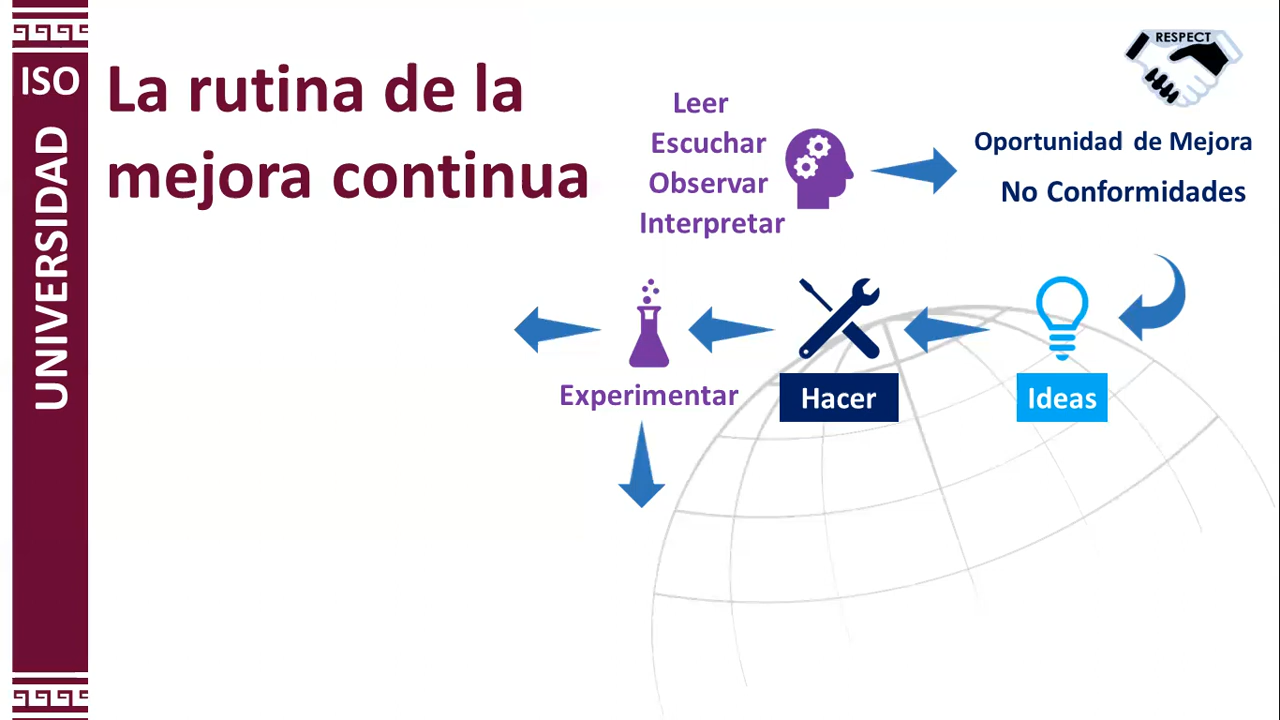 ISO
UNIVERSIDAD
La rutina de la
mejora continua
Leer
Escuchar
Observar
Interpretar
RESPECT
Oportunidad de Mejora
No Conformidades
Experimentar
Hacer
Ideas